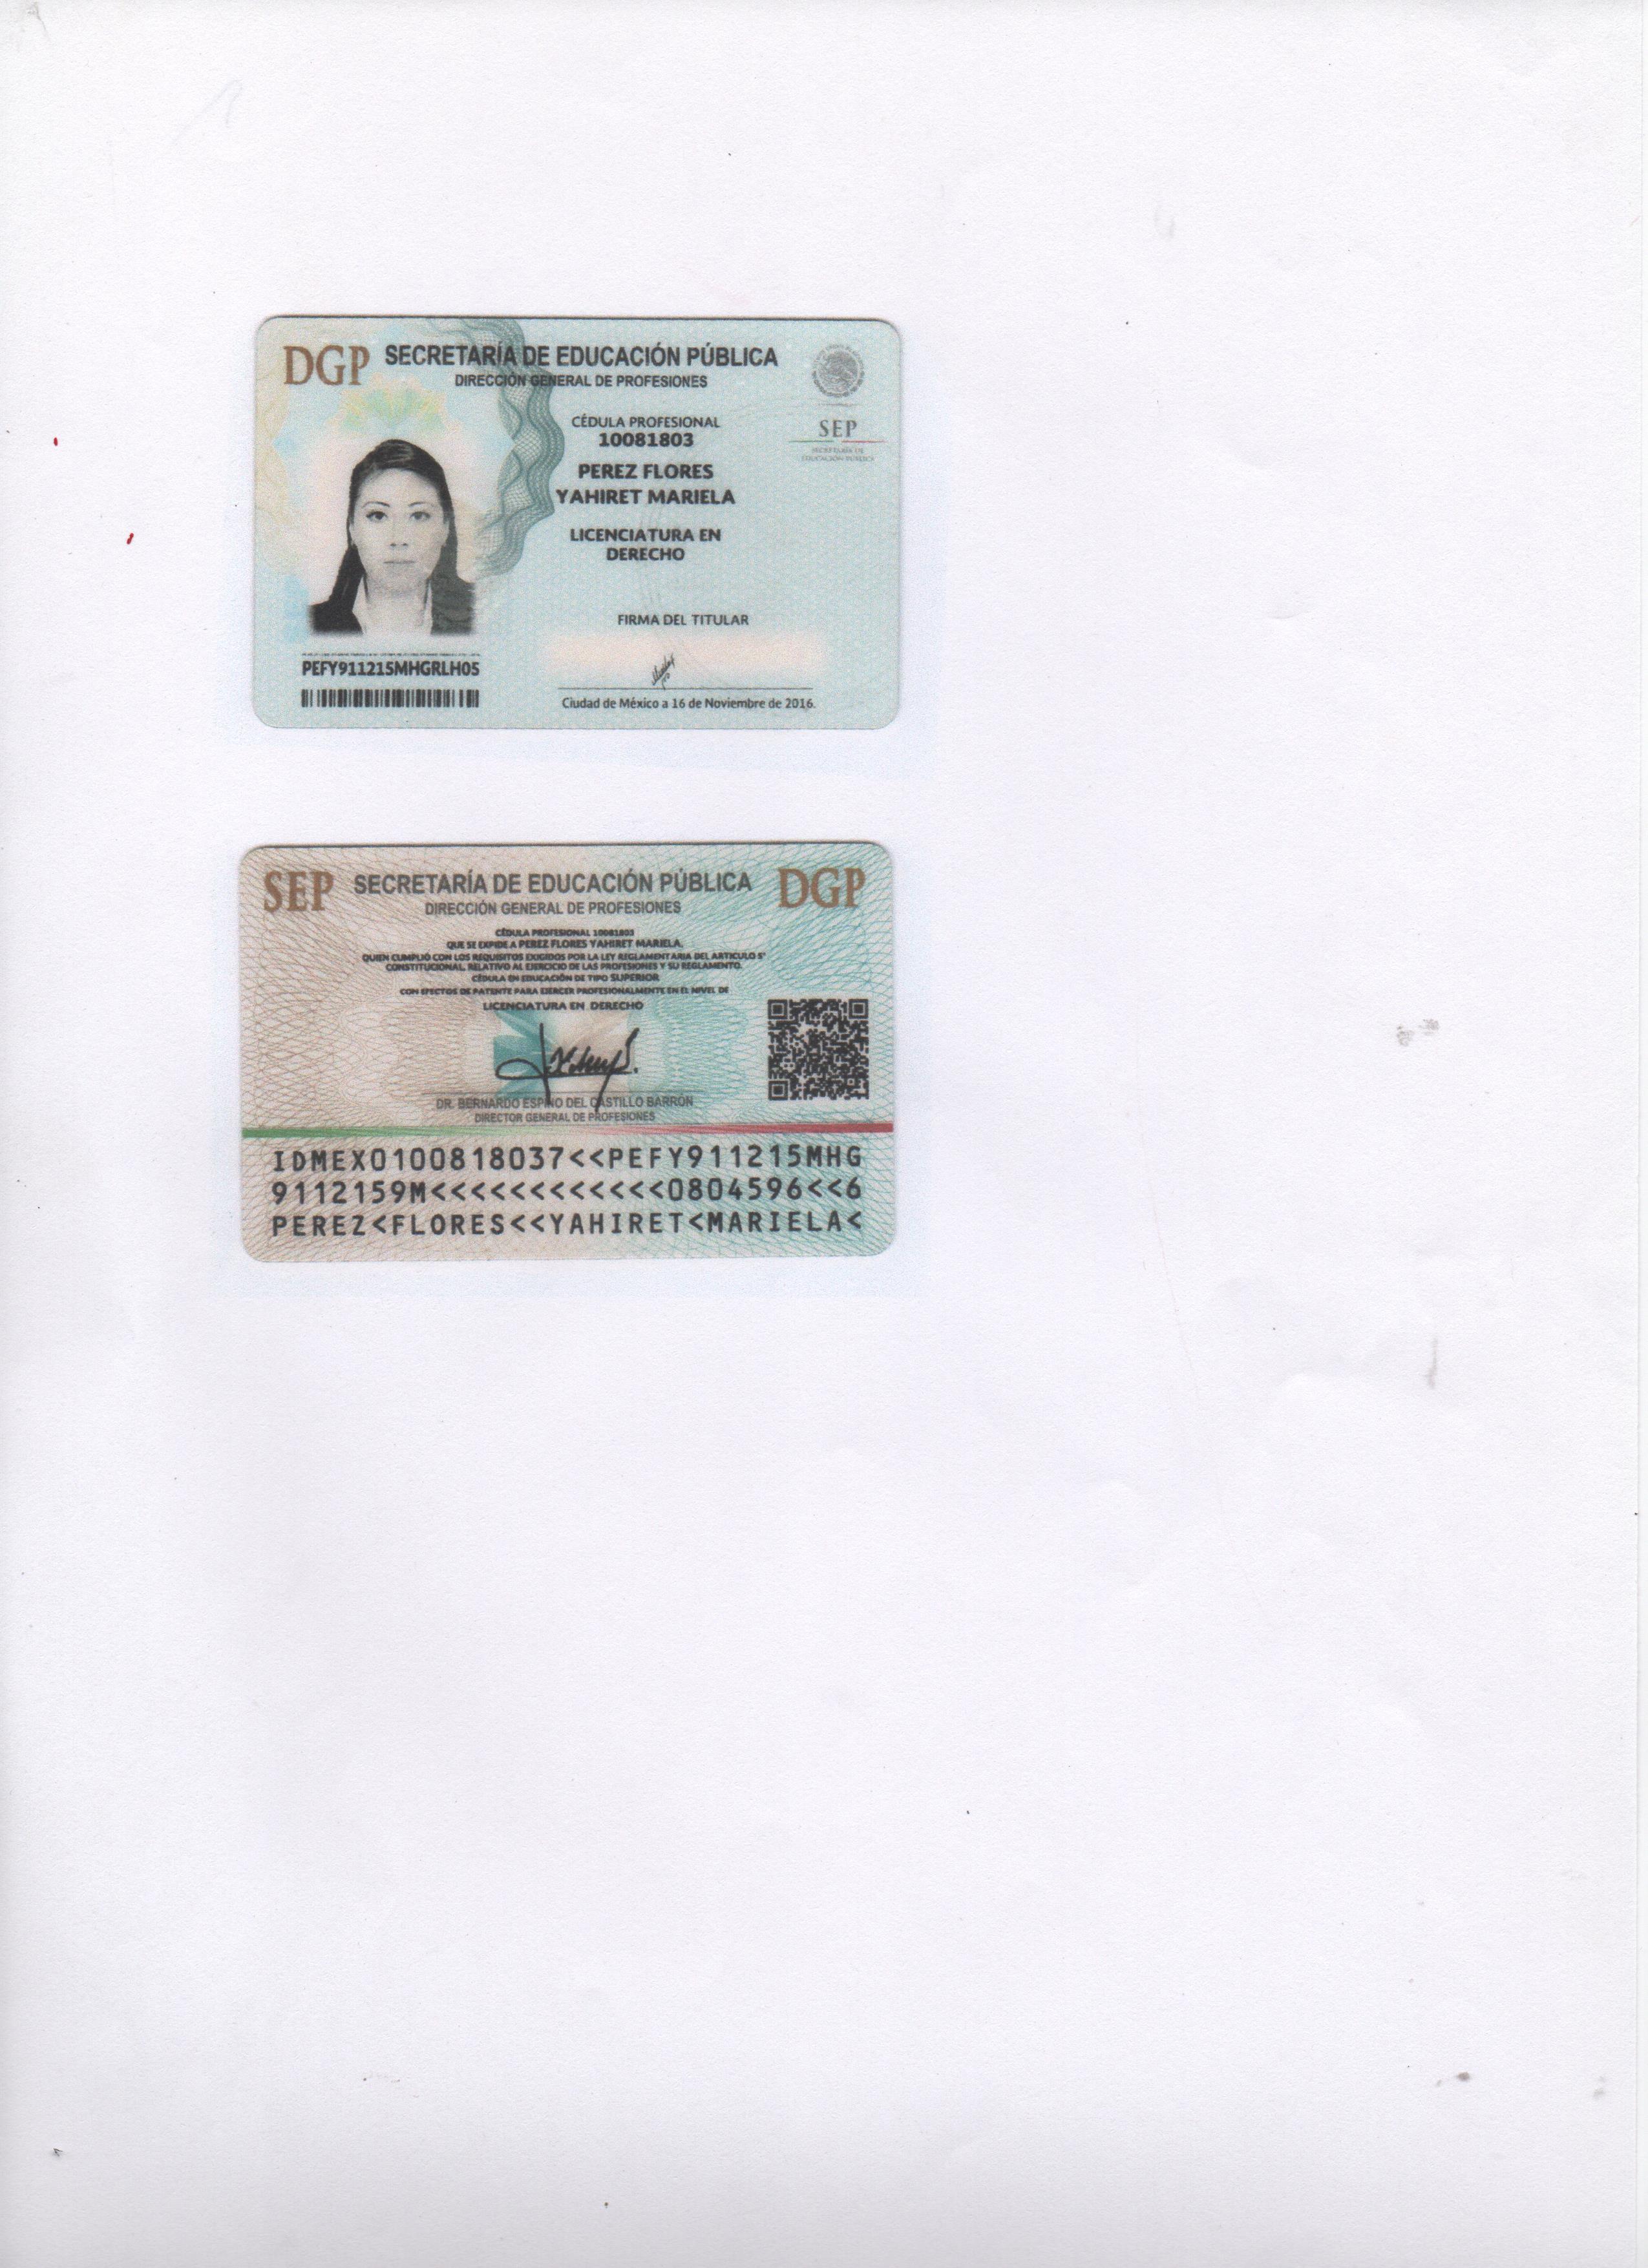 DGP SECRETARÍA DE EDUCACIÓN PÚBLICA
DIRECCIÓN GENERAL DE PROFESIONES
CÉDULA PROFESIONAL
10081803
SEP
SECRETARÍA DE
EDUCACIÓN PÚBLICA
PEREZ FLORES
YAHIRET MARIELA
LICENCIATURA EN
DERECHO
FIRMA DEL TITULAR
PEFY911215MHGRLH05
Ciudad de México a 16 de Noviembre de 2016.
SEP SECRETARÍA DE EDUCACIÓN PÚBLICA DGP
DIRECCIÓN GENERAL DE PROFESIONES
CÉDULA PROFESIONAL 10081803
QUE SE EXPIDE A PEREZ FLORES YAHIRET MARIELA,
QUIEN CUMPLIÓ CON LOS REQUISITOS EXIGIDOS POR LA LEY REGLAMENTARIA DEL ARTICULO 5°
CONSTITUCIONAL, RELATIVO AL EJERCICIO DE LAS PROFESIONES Y SU REGLAMENTO.
CÉDULA EN EDUCACIÓN DE TIPO SUPERIOR
CON EFECTOS DE PATENTE PARA EJERCER PROFESIONALMENTE EN EL NIVEL DE
LICENCIATURA EN DERECHO
DR. BERNARDO ESPINO DEL CASTILLO BARRÓN
DIRECTOR GENERAL DE PROFESIONES
IDMEX0100818037<<PEFY911215MHG
9112159M<<<<<<<<<<<<0804596<<6
PEREZ<FLORES<<YAHIRET<MARIELA<